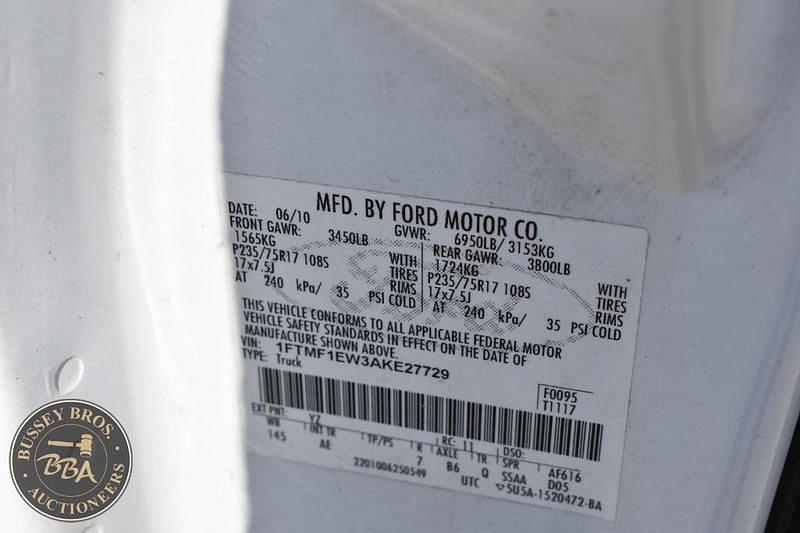 MFD. BY FORD MOTOR CO.
DATE: 06/10 GVWR: 6950LB/ 3153KG
FRONT GAWR: 3450LB REAR GAWR: 3800LB
1565KG WITH 1724KG WITH
P235/75R17 108S TIRES P235/75R17 108S TIRES
17x7.5J RIMS 17x7.5J RIMS
AT 240 kPa/ 35 PSI COLD AT 240 kPa/ 35 PSI COLD
THIS VEHICLE CONFORMS TO ALL APPLICABLE FEDERAL MOTOR
VEHICLE SAFETY STANDARDS IN EFFECT ON THE DATE OF
MANUFACTURE SHOWN ABOVE.
VIN: 1FTMF1EW3AKE27729
TYPE: Truck
F0095
T1117
EXT PNT: YZ RC: 11 DSO:
WB INT TR TP/PS R AXLE TR SPR AF616
145 AE 7 B6 Q SSAA D05
2201006250549 UTC ▽5U5A-1520472-BA
Ford
BUSSEY BROS.
BBA
AUCTIONEERS